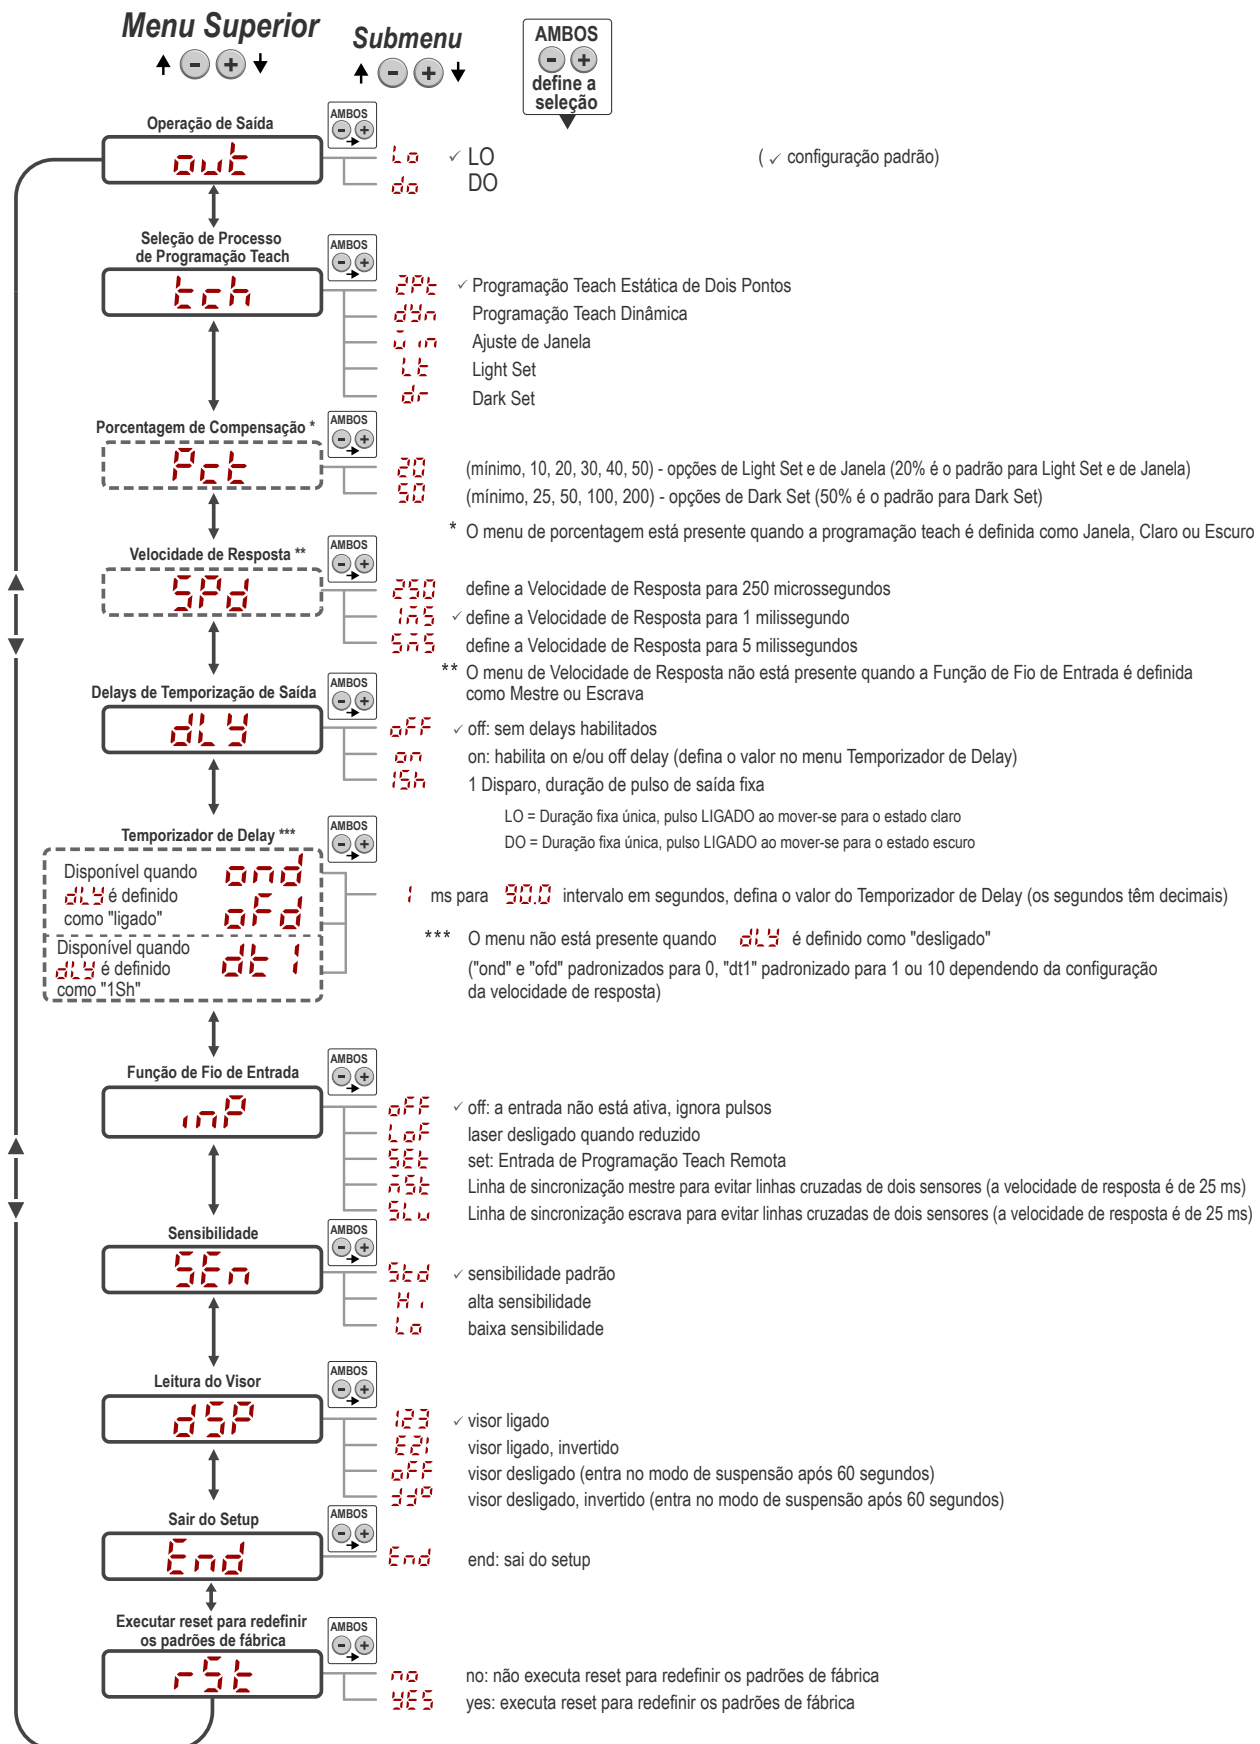 Menu Superior
Submenu
AMBOS
define a
seleção
- +
- +
- +
Operação de Saída
AMBOS
- +
out
Lo ✓ LO
( ✓ configuração padrão)
do DO
Seleção de Processo
de Programação Teach
AMBOS
- +
tch
2Pt ✓ Programação Teach Estática de Dois Pontos
dYn Programação Teach Dinâmica
Win Ajuste de Janela
Lt Light Set
dr Dark Set
Porcentagem de Compensação *
AMBOS
- +
Pct
20 (mínimo, 10, 20, 30, 40, 50) - opções de Light Set e de Janela (20% é o padrão para Light Set e de Janela)
50 (mínimo, 25, 50, 100, 200) - opções de Dark Set (50% é o padrão para Dark Set)
* O menu de porcentagem está presente quando a programação teach é definida como Janela, Claro ou Escuro
Velocidade de Resposta **
AMBOS
- +
SPd
250 define a Velocidade de Resposta para 250 microssegundos
1mS ✓ define a Velocidade de Resposta para 1 milissegundo
5mS define a Velocidade de Resposta para 5 milissegundos
** O menu de Velocidade de Resposta não está presente quando a Função de Fio de Entrada é definida
como Mestre ou Escrava
Delays de Temporização de Saída
AMBOS
- +
dLY
oFF ✓ off: sem delays habilitados
on on: habilita on e/ou off delay (defina o valor no menu Temporizador de Delay)
1Sh 1 Disparo, duração de pulso de saída fixa
LO = Duração fixa única, pulso LIGADO ao mover-se para o estado claro
DO = Duração fixa única, pulso LIGADO ao mover-se para o estado escuro
Temporizador de Delay ***
AMBOS
- +
Disponível quando
dLY é definido
como "ligado"
ond
oFd
Disponível quando
dLY é definido
como "1Sh"
dt1
1 ms para 90.0 intervalo em segundos, defina o valor do Temporizador de Delay (os segundos têm decimais)
*** O menu não está presente quando dLY é definido como "desligado"
("ond" e "ofd" padronizados para 0, "dt1" padronizado para 1 ou 10 dependendo da configuração
da velocidade de resposta)
Função de Fio de Entrada
AMBOS
- +
inP
oFF ✓ off: a entrada não está ativa, ignora pulsos
LoF laser desligado quando reduzido
SEt set: Entrada de Programação Teach Remota
mSt Linha de sincronização mestre para evitar linhas cruzadas de dois sensores (a velocidade de resposta é de 25 ms)
SLv Linha de sincronização escrava para evitar linhas cruzadas de dois sensores (a velocidade de resposta é de 25 ms)
Sensibilidade
AMBOS
- +
SEn
Std ✓ sensibilidade padrão
Hi alta sensibilidade
Lo baixa sensibilidade
Leitura do Visor
AMBOS
- +
dSP
123 ✓ visor ligado
E21 visor ligado, invertido
oFF visor desligado (entra no modo de suspensão após 60 segundos)
visor desligado, invertido (entra no modo de suspensão após 60 segundos)
Sair do Setup
AMBOS
- +
End
End end: sai do setup
Executar reset para redefinir
os padrões de fábrica
AMBOS
- +
rSt
no no: não executa reset para redefinir os padrões de fábrica
YES yes: executa reset para redefinir os padrões de fábrica